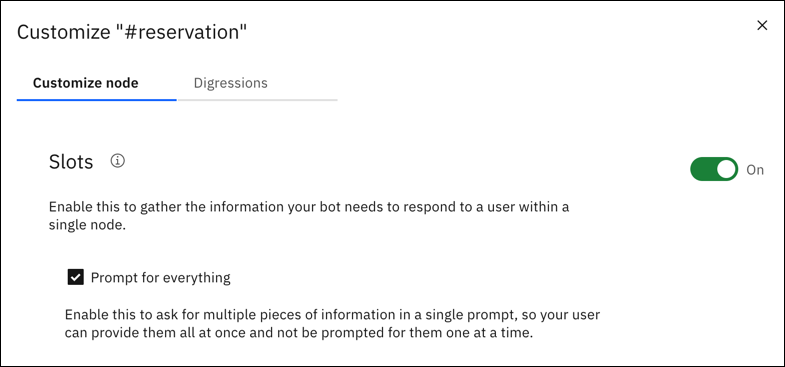 Customize "#reservation"
Customize node
Digressions
Slots
On
Enable this to gather the information your bot needs to respond to a user within a
single node.
Prompt for everything
Enable this to ask for multiple pieces of information in a single prompt, so your user
can provide them all at once and not be prompted for them one at a time.